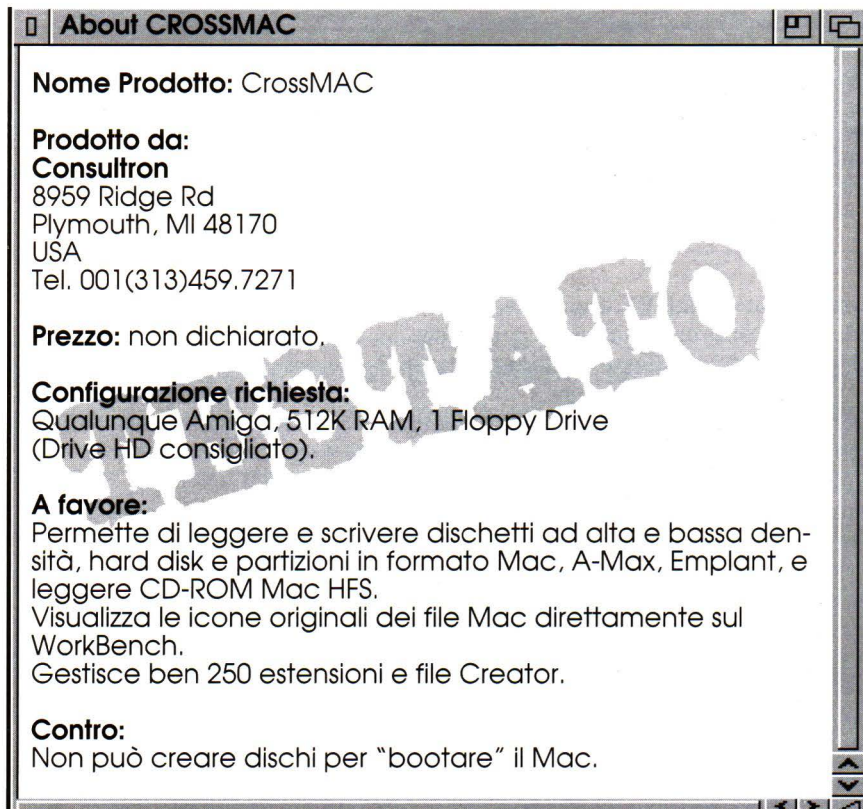 About CROSSMAC
Nome Prodotto: CrossMAC
Prodotto da:
Consultron
8959 Ridge Rd
Plymouth, MI 48170
USA
Tel. 001(313)459.7271
Prezzo: non dichiarato.
Configurazione richiesta:
Qualunque Amiga, 512K RAM, 1 Floppy Drive
(Drive HD consigliato).
A favore:
Permette di leggere e scrivere dischetti ad alta e bassa den-
sità, hard disk e partizioni in formato Mac, A-Max, Emplant, e
leggere CD-ROM Mac HFS.
Visualizza le icone originali dei file Mac direttamente sul
WorkBench.
Gestisce ben 250 estensioni e file Creator.
Contro:
Non può creare dischi per “bootare” il Mac.
TESTATO